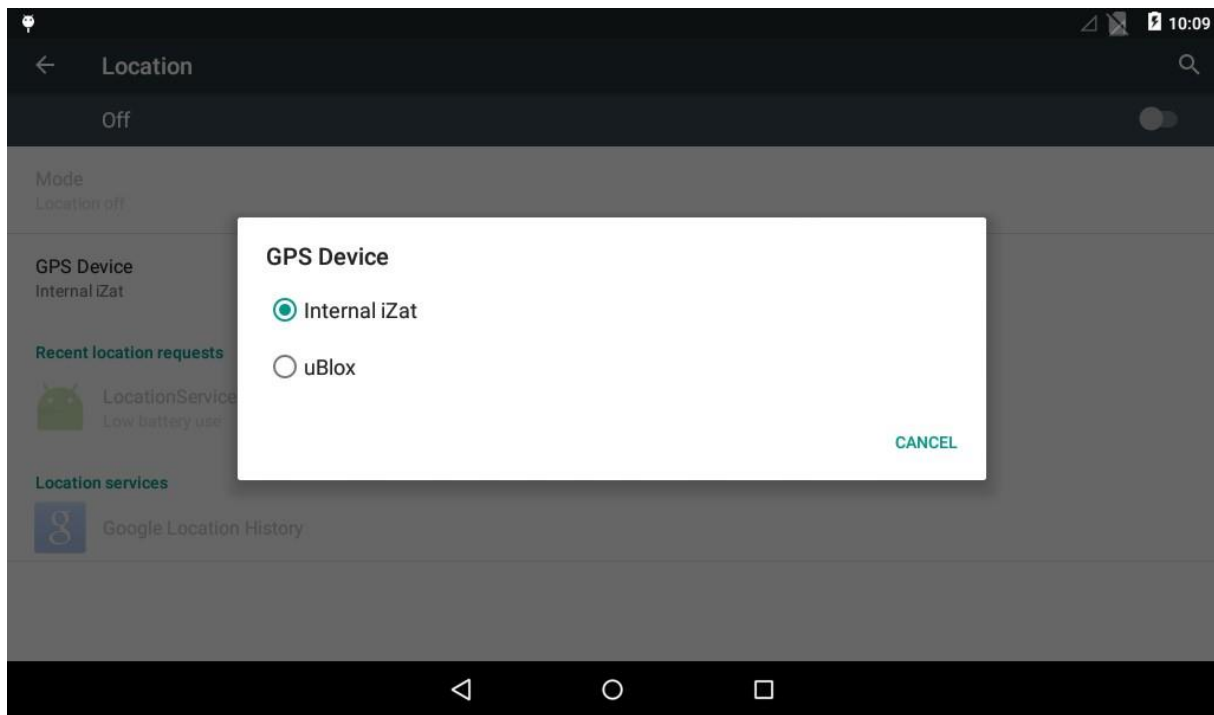 10:09
Location
Off
Mode
Location off
GPS Device
Internal iZat
Recent location requests
LocationService
Low battery use
Location services
Google Location History
GPS Device
Internal iZat
uBlox
CANCEL